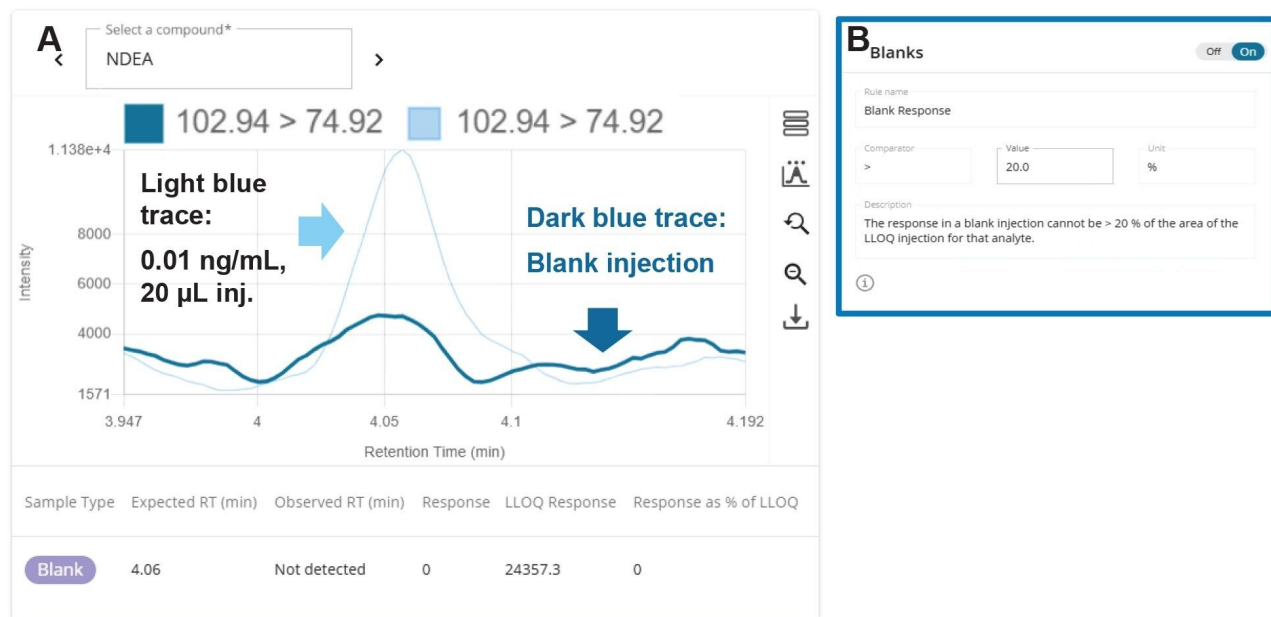 A
Select a compound*
NDEA
102.94 > 74.92
102.94 > 74.92
1.138e+4
8000
6000
4000
1571
Intensity
Light blue
trace:
0.01 ng/mL,
20 µL inj.
Dark blue trace:
Blank injection
3.947
4
4.05
4.1
4.192
Retention Time (min)
Sample Type
Expected RT (min)
Observed RT (min)
Response
LLOQ Response
Response as % of LLOQ
Blank
4.06
Not detected
0
24357.3
0
B
Blanks
Off
On
Rule name
Blank Response
Comparator
>
Value
20.0
Unit
%
Description
The response in a blank injection cannot be > 20 % of the area of the
LLOQ injection for that analyte.
i